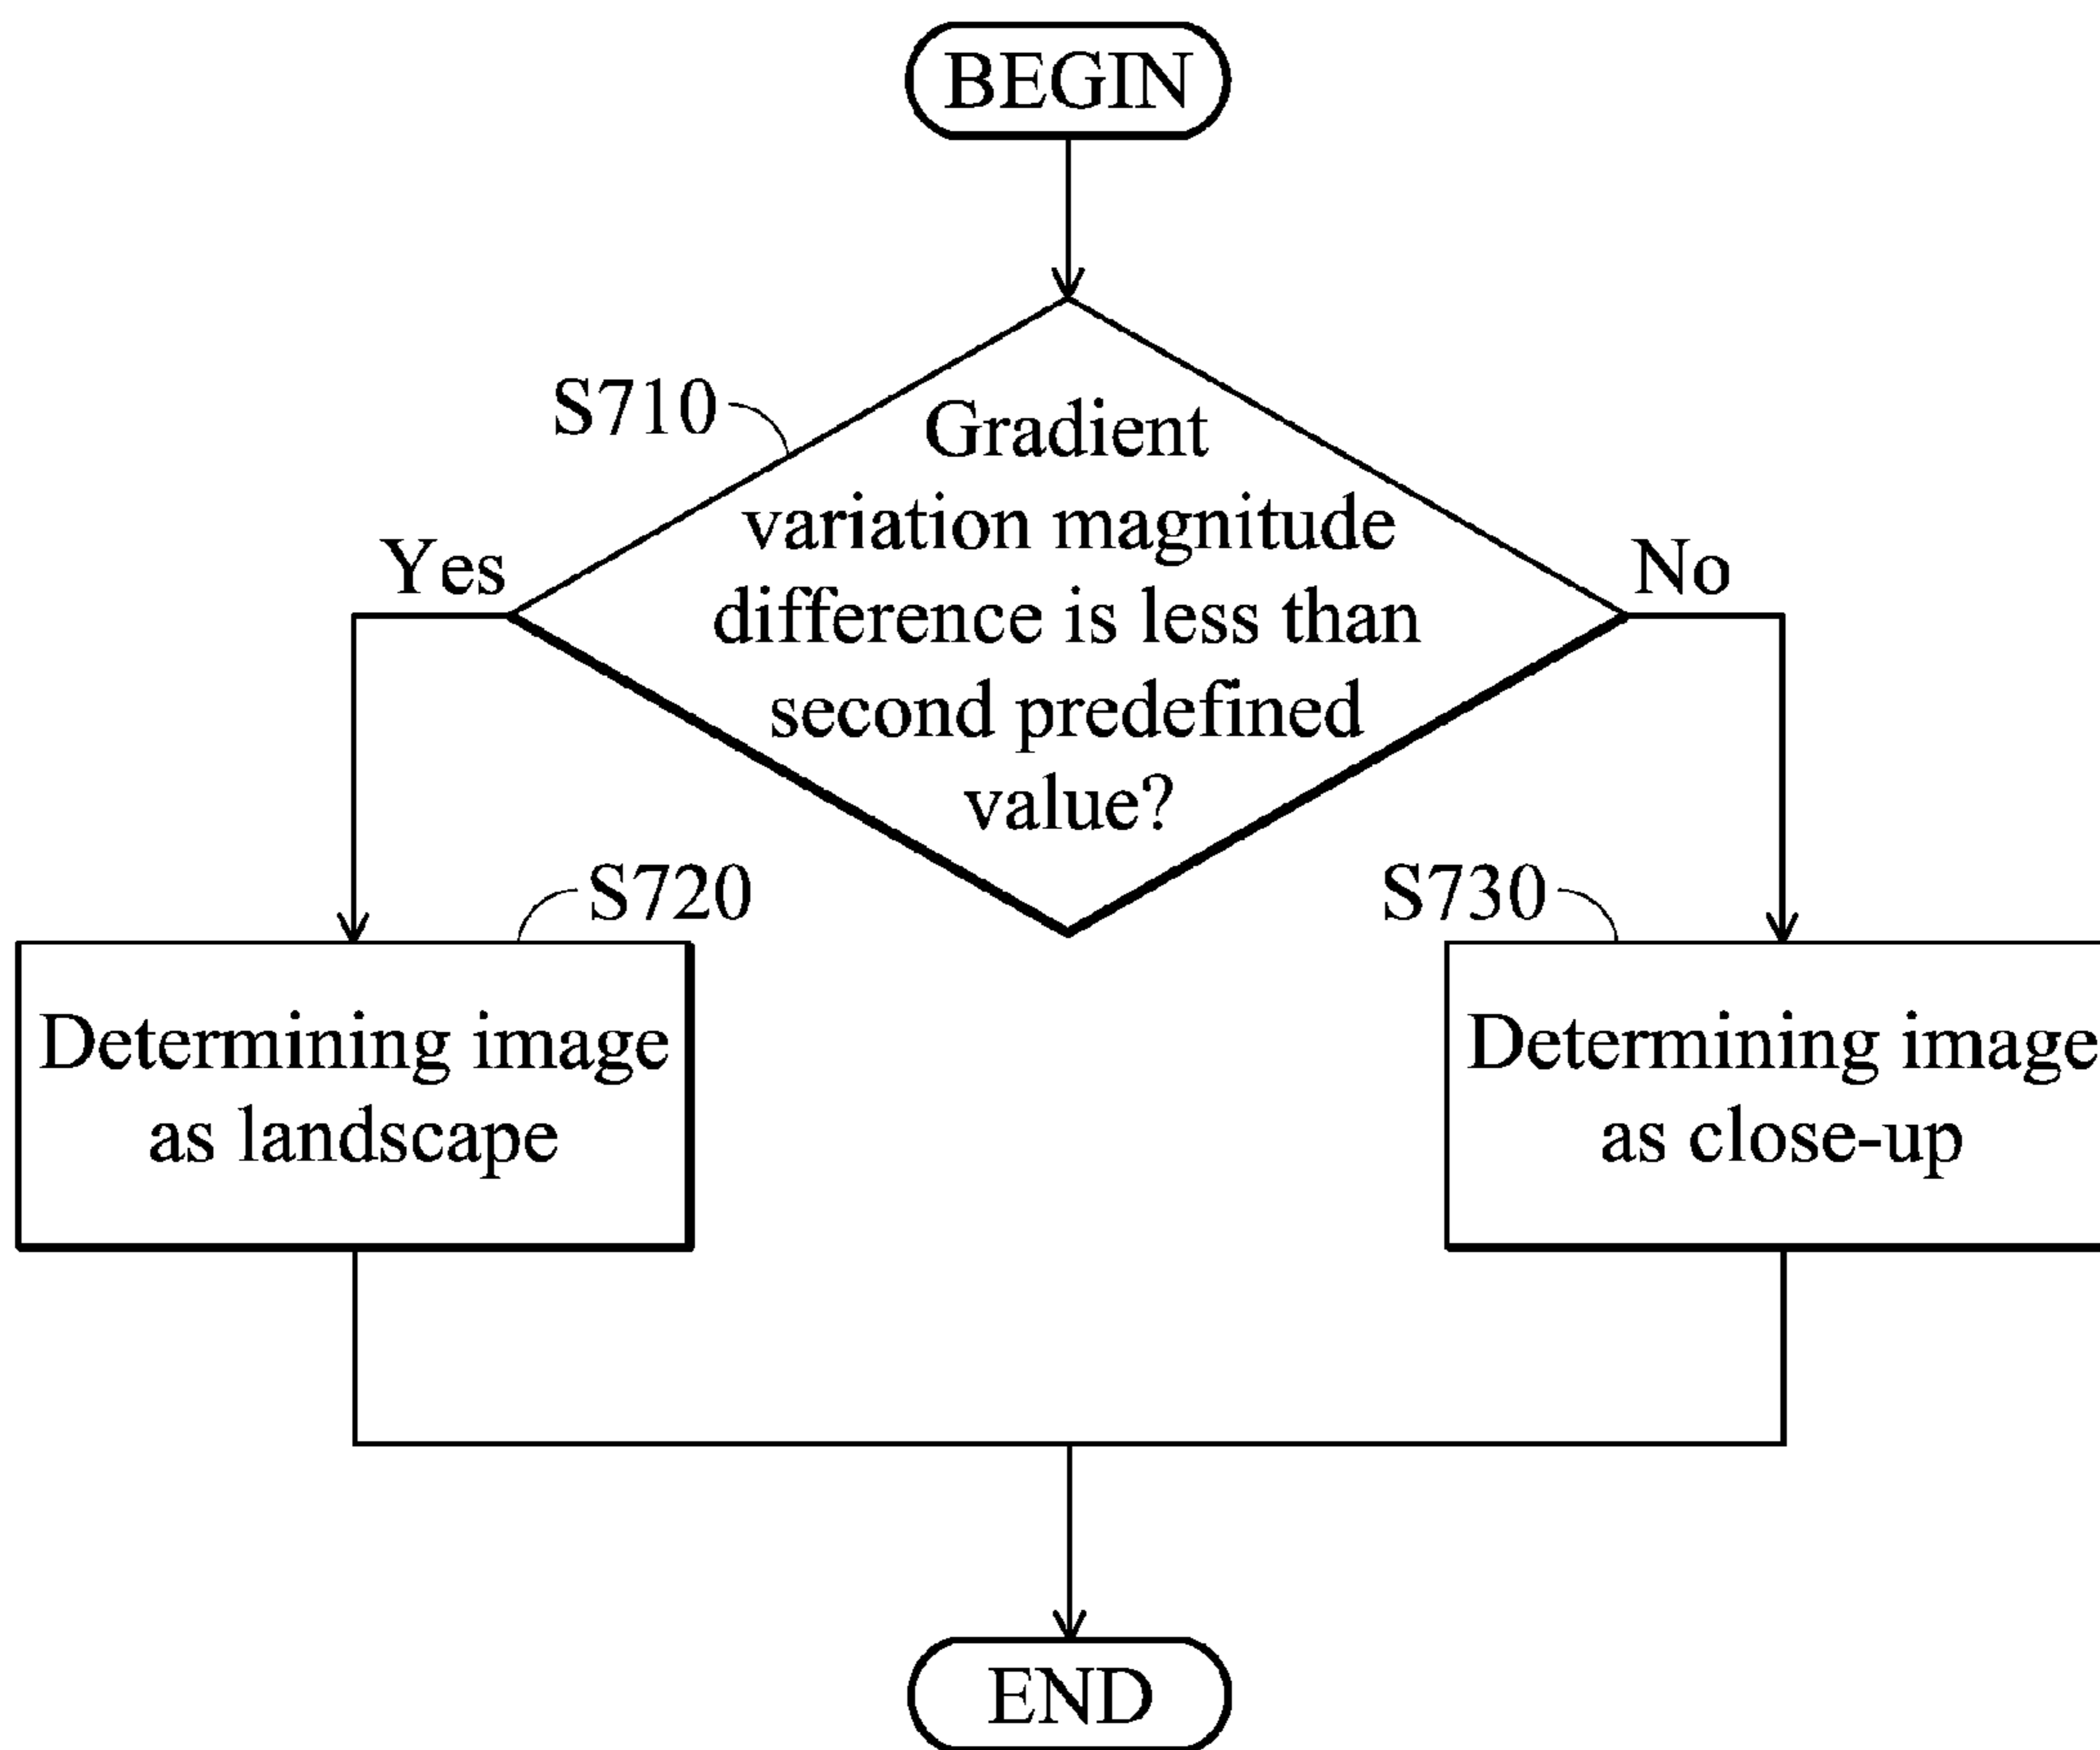 BEGIN
S710
Gradient
variation magnitude
difference is less than
second predefined
value?
Yes
No
S720
S730
Determining image
as landscape
Determining image
as close-up
END